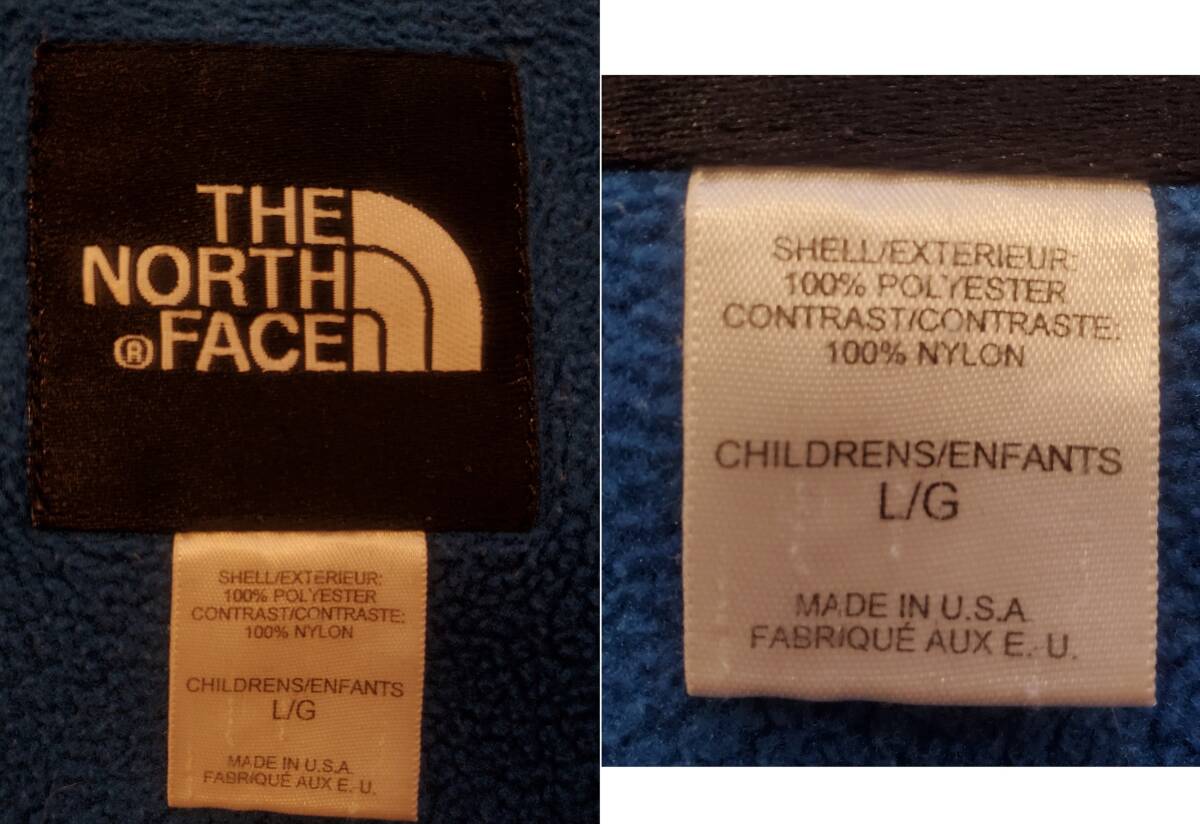 THE
NORTH
® FACE
SHELL/EXTERIEUR:
100% POLYESTER
CONTRAST/CONTRASTE:
100% NYLON
CHILDRENS/ENFANTS
L/G
MADE IN U.S.A
FABRIQUÉ AUX E. U.
SHELL/EXTERIEUR:
100% POLYESTER
CONTRAST/CONTRASTE:
100% NYLON
CHILDRENS/ENFANTS
L/G
MADE IN U.S.A
FABRIQUÉ AUX E. U.